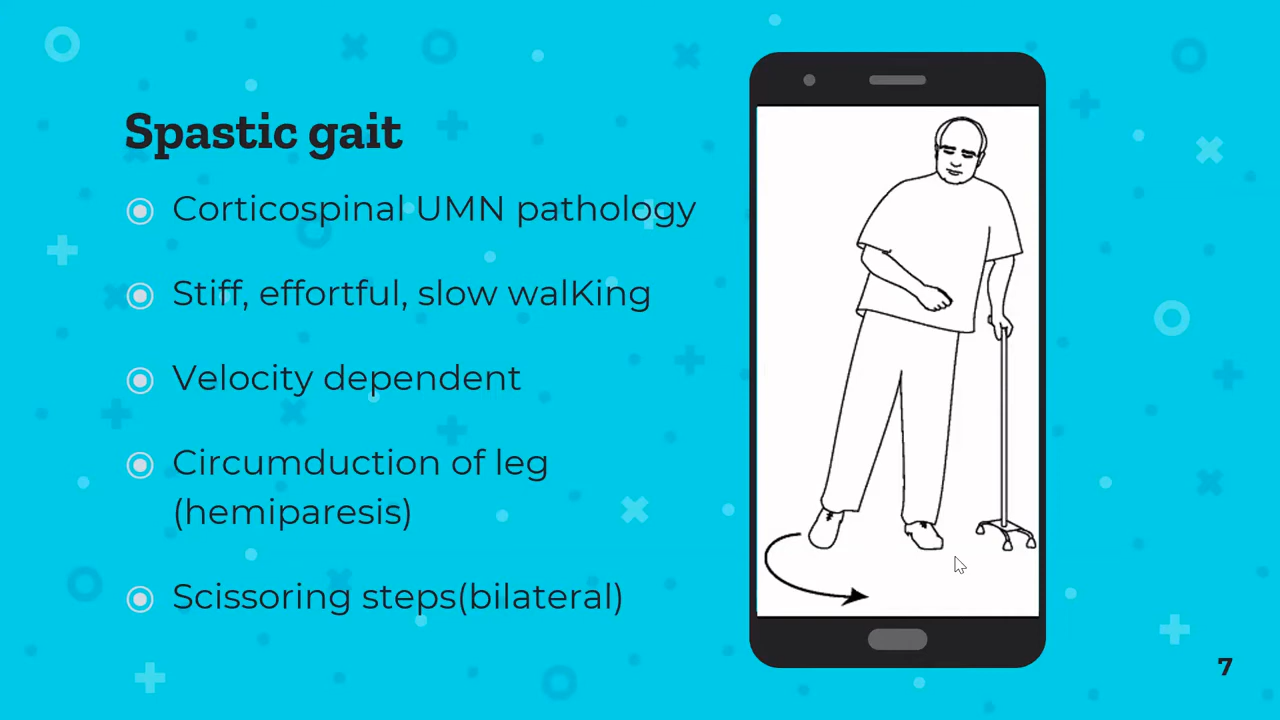 Spastic gait
Corticospinal UMN pathology
Stiff, effortful, slow walKing
Velocity dependent
Circumduction of leg
(hemiparesis)
Scissoring steps(bilateral)
7